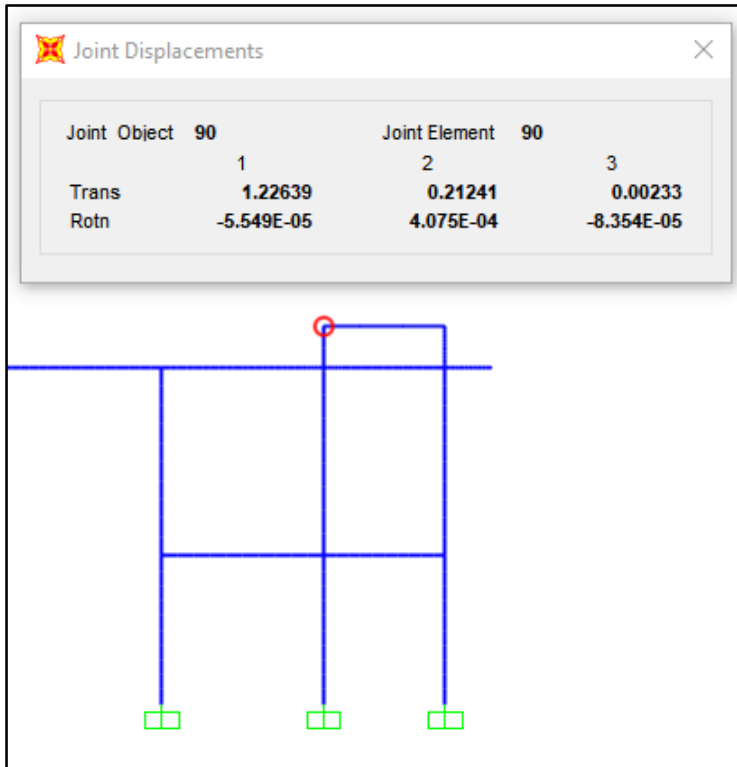 Joint Displacements
Joint Object 90 Joint Element 90
1 2 3
Trans 1.22639 0.21241 0.00233
Rotn -5.549E-05 4.075E-04 -8.354E-05